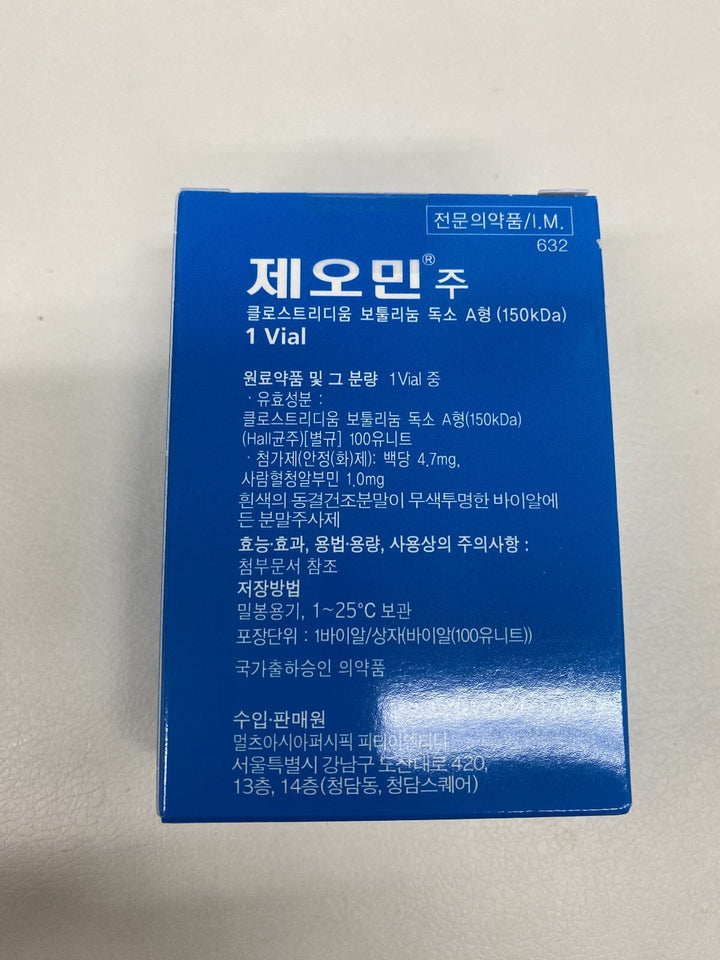 전문의약품/I.M.
632
제오민® 주
클로스트리디움 보툴리눔 독소 A형 (150kDa)
1 Vial
원료약품 및 그 분량 1Vial 중
· 유효성분 :
클로스트리디움 보툴리눔 독소 A형(150kDa)
(Hall균주)[별규] 100유니트
· 첨가제(안정(화)제): 백당 4.7mg,
사람혈청알부민 1.0mg
흰색의 동결건조분말이 무색투명한 바이알에
든 분말주사제
효능·효과, 용법·용량, 사용상의 주의사항 :
첨부문서 참조
저장방법
밀봉용기, 1~25℃ 보관
포장단위 : 1바이알/상자(바이알(100유니트))
국가출하승인 의약품
수입·판매원
멀츠아시아퍼시픽 피티이엘티디
서울특별시 강남구 도산대로 420,
13층, 14층(청담동, 청담스퀘어)